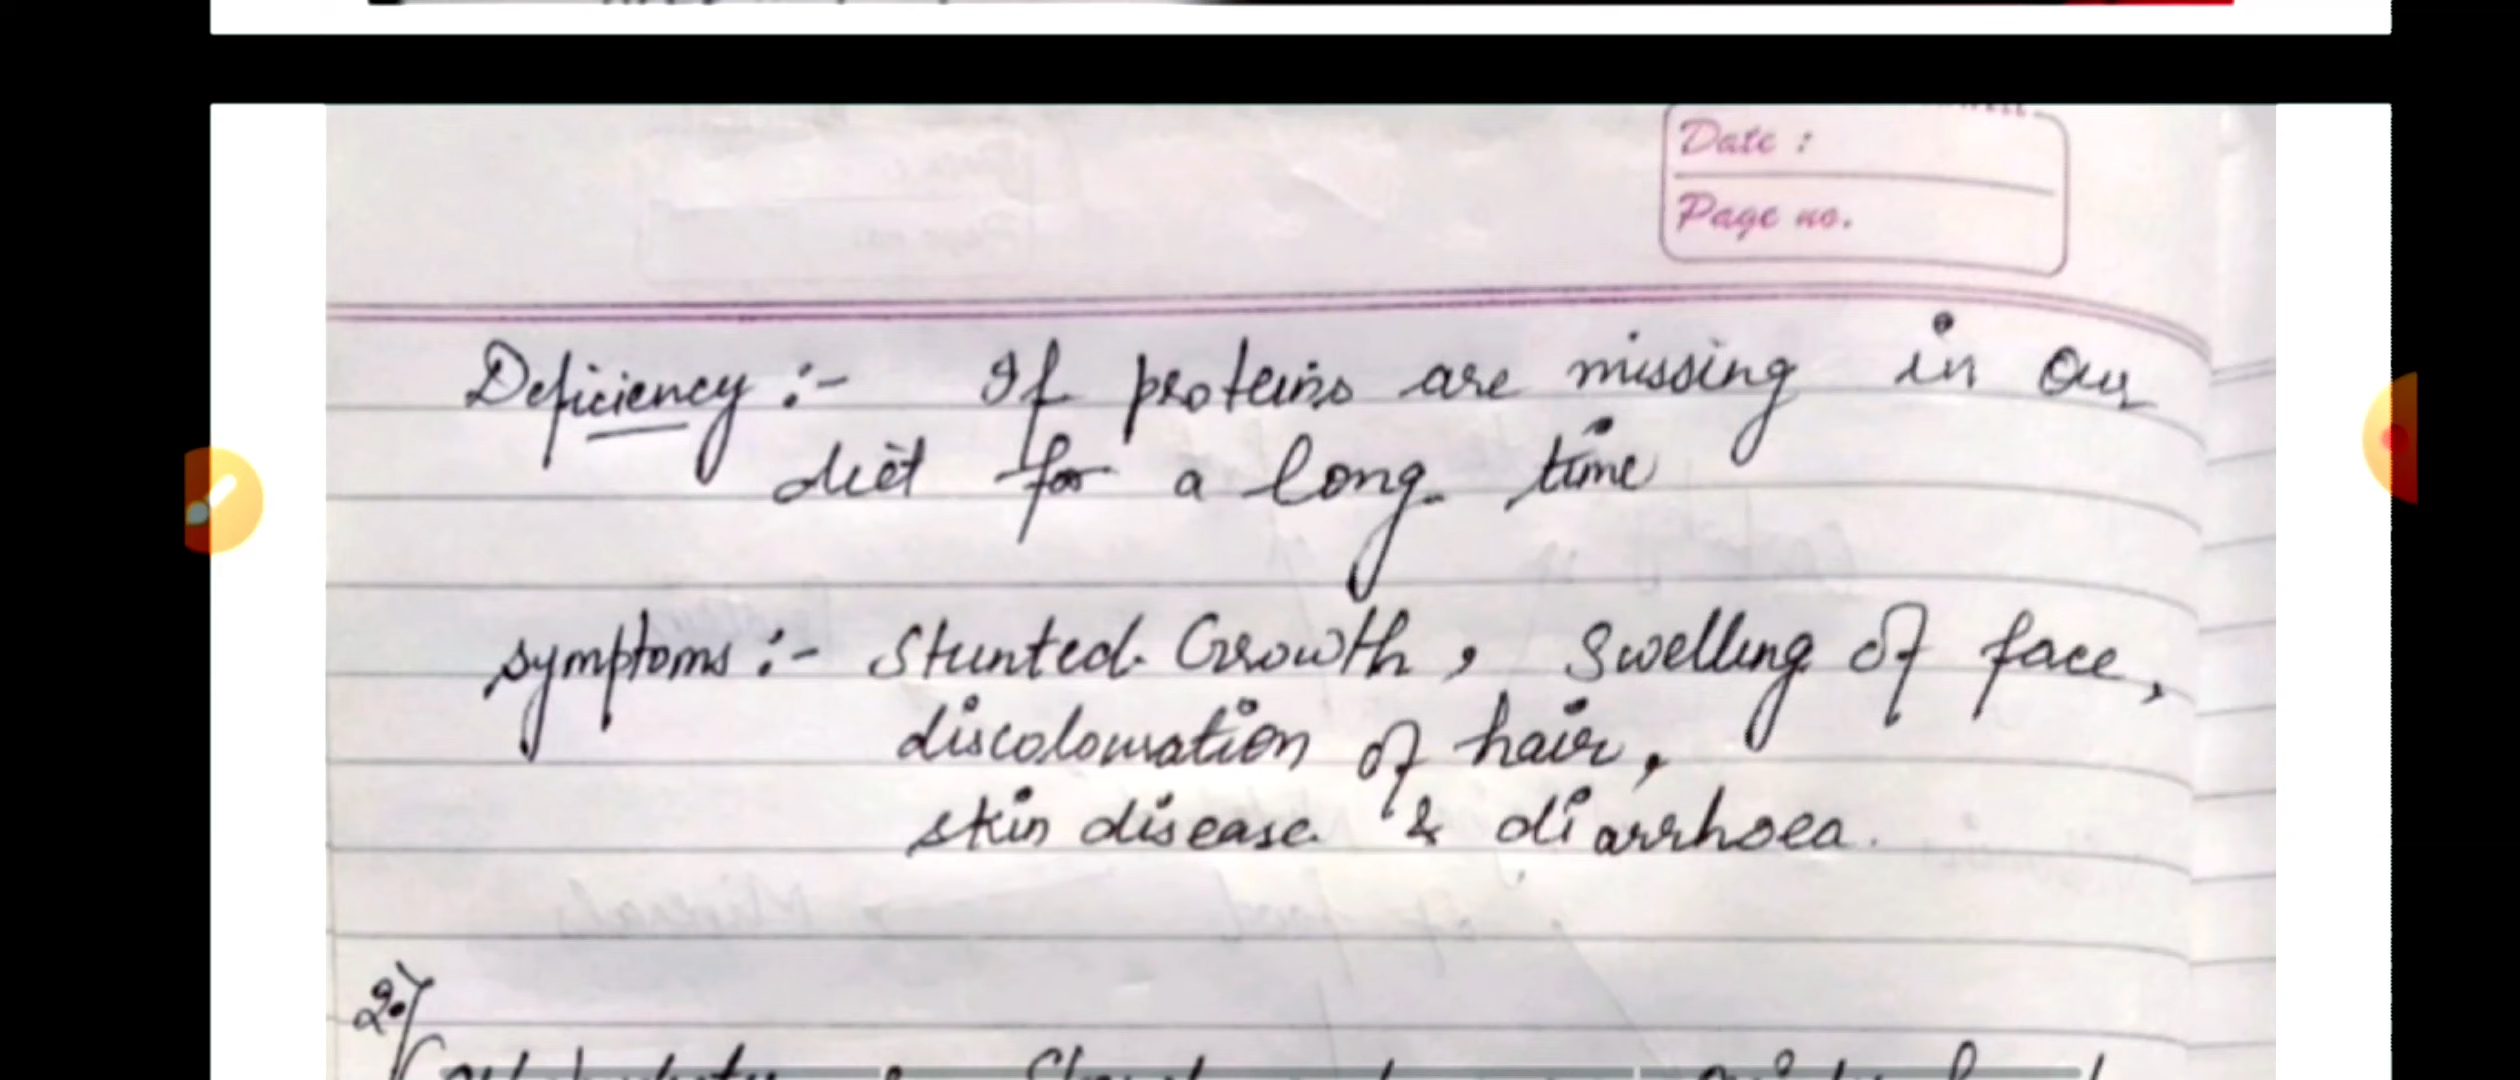 Date :
Page no.
Deficiency :- If proteins are missing in our
diet for a long time
symptoms :- Stunted Growth, Swelling of face,
discolouration of hair,
skin disease & diarrhoea.
2.)